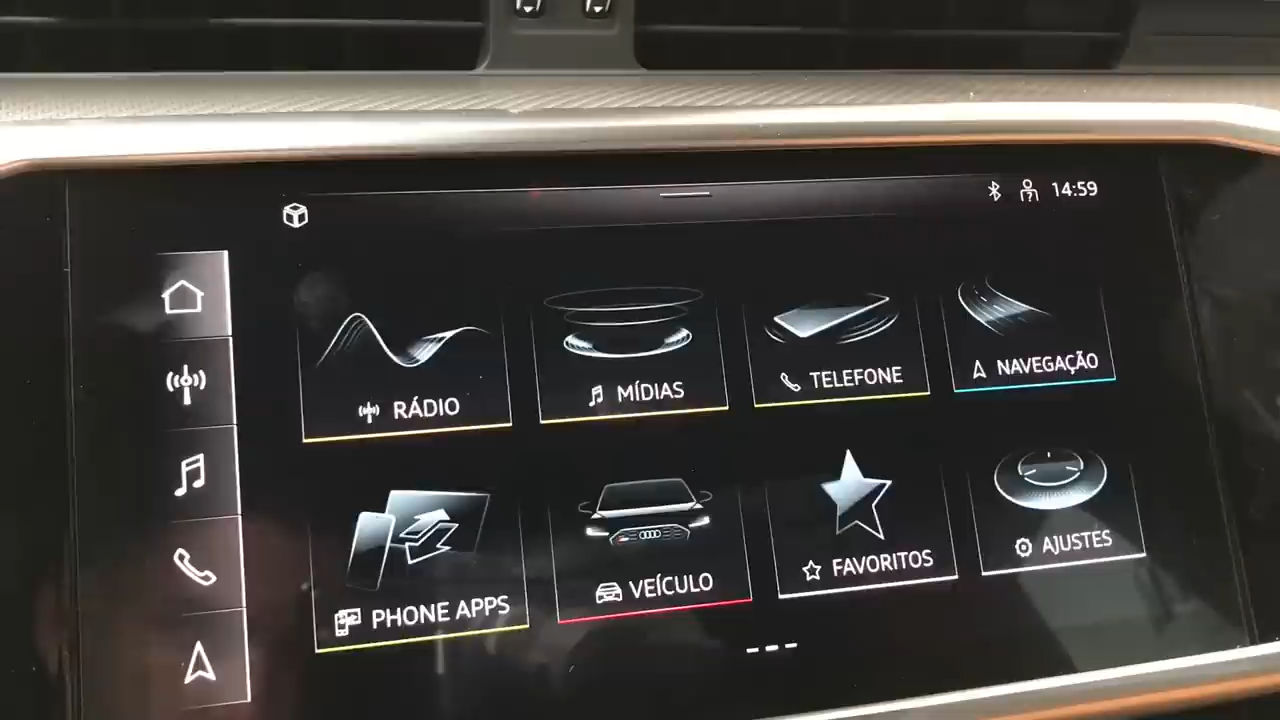 14:59
RÁDIO
MÍDIAS
TELEFONE
NAVEGAÇÃO
PHONE APPS
VEÍCULO
FAVORITOS
AJUSTES